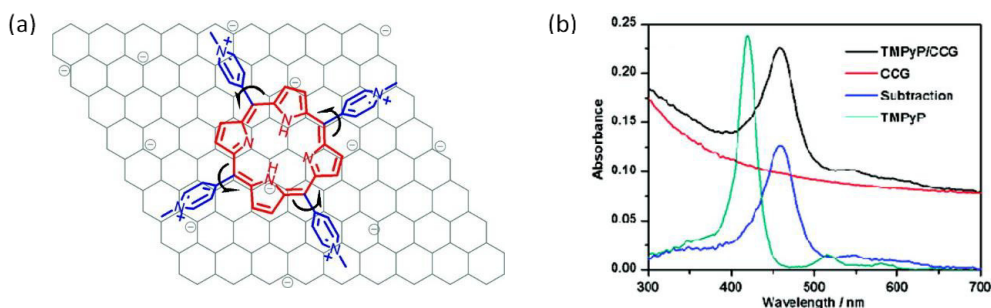 (a)
N
+
N
+
N
H
N
N
H
N
N
+
N
+
(b)
Absorbance
0.25
0.20
0.15
0.10
0.05
0.00
TMPyP/CCG
CCG
Subtraction
TMPyP
300 400 500 600 700
Wavelength / nm